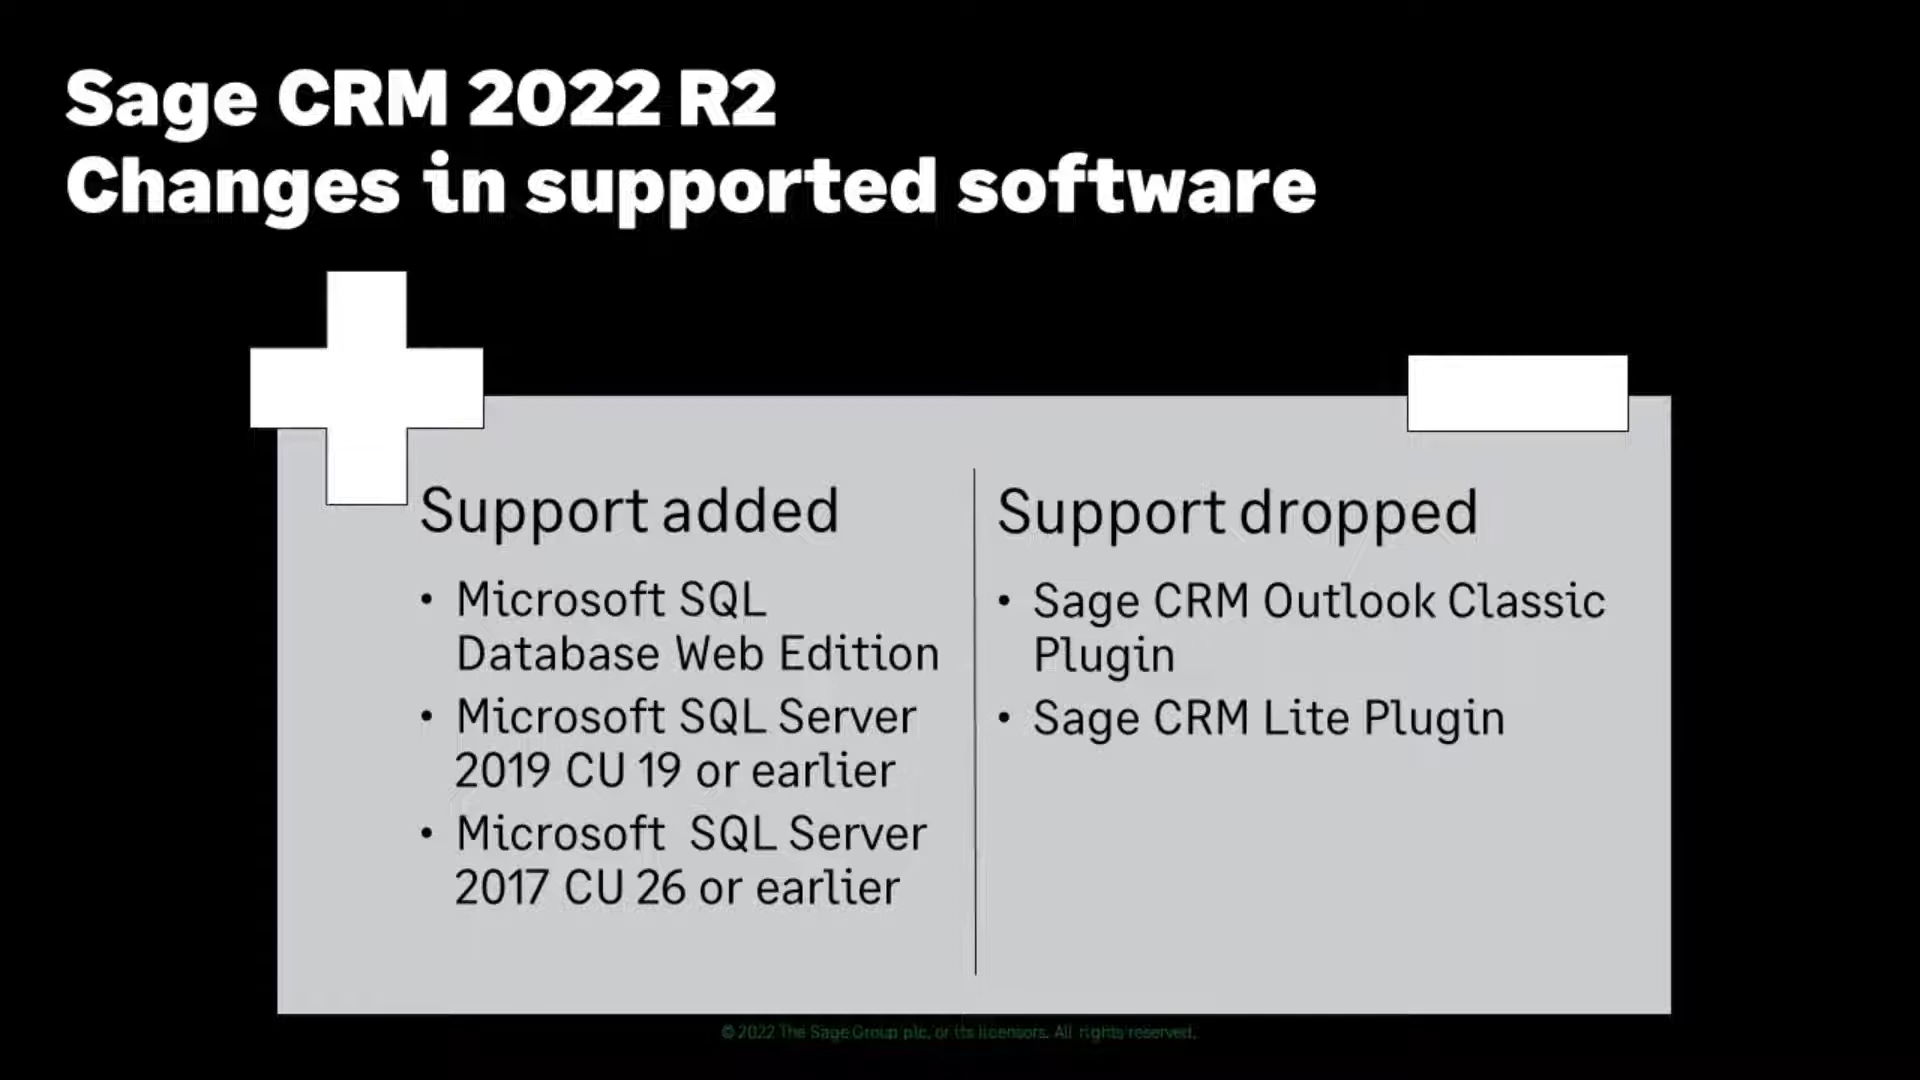 Sage CRM 2022 R2
Changes in supported software
Support added
• Microsoft SQL
Database Web Edition
• Microsoft SQL Server
2019 CU 19 or earlier
• Microsoft  SQL Server
2017 CU 26 or earlier
Support dropped
• Sage CRM Outlook Classic
Plugin
• Sage CRM Lite Plugin
© 2022 The Sage Group plc, or its licensors. All rights reserved.